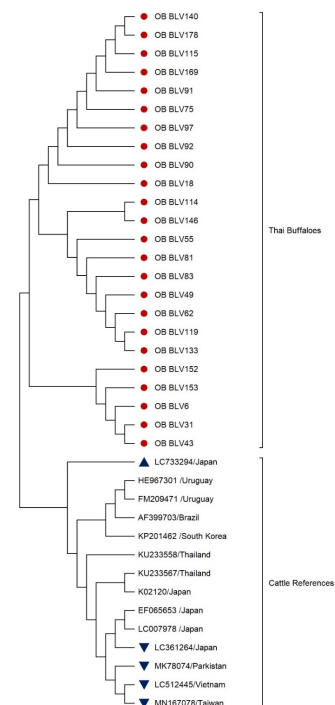 OB BLV140
OB BLV178
OB BLV115
OB BLV169
OB BLV91
OB BLV75
OB BLV97
OB BLV92
OB BLV90
OB BLV18
OB BLV114
OB BLV146
OB BLV55
OB BLV81
OB BLV83
OB BLV49
OB BLV62
OB BLV119
OB BLV133
OB BLV152
OB BLV153
OB BLV6
OB BLV31
OB BLV43
Thai Buffaloes
LC733294/Japan
HE967301 /Uruguay
FM209471 /Uruguay
AF399703/Brazil
KP201462 /South Korea
KU233558/Thailand
KU233567/Thailand
K02120/Japan
EF065653 /Japan
LC007978 /Japan
LC361264/Japan
MK78074/Parkistan
LC512445/Vietnam
MN167078/Taiwan
Cattle References